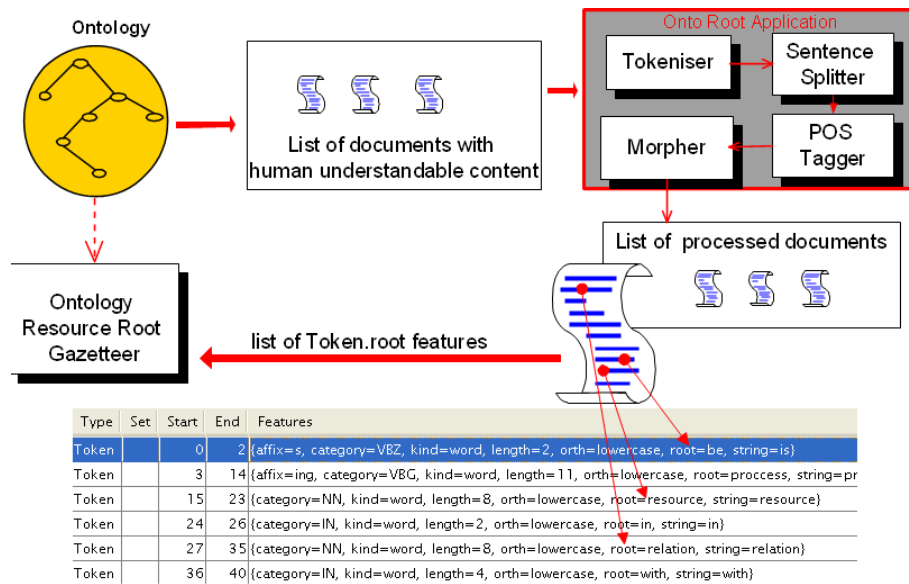 Ontology
List of documents with
human understandable content
Onto Root Application
Tokeniser
Sentence
Splitter
Morpher
POS
Tagger
List of processed documents
Ontology
Resource Root
Gazetteer
list of Token.root features
Type Set Start End Features
Token 0 2 {affix=s, category=VBZ, kind=word, length=2, orth=lowercase, root=be, string=is}
Token 3 14 {affix=ing, category=VBG, kind=word, length=11, orth=lowercase, root=proccess, string=pr
Token 15 23 {category=NN, kind=word, length=8, orth=lowercase, root=resource, string=resource}
Token 24 26 {category=IN, kind=word, length=2, orth=lowercase, root=in, string=in}
Token 27 35 {category=NN, kind=word, length=8, orth=lowercase, root=relation, string=relation}
Token 36 40 {category=IN, kind=word, length=4, orth=lowercase, root=with, string=with}